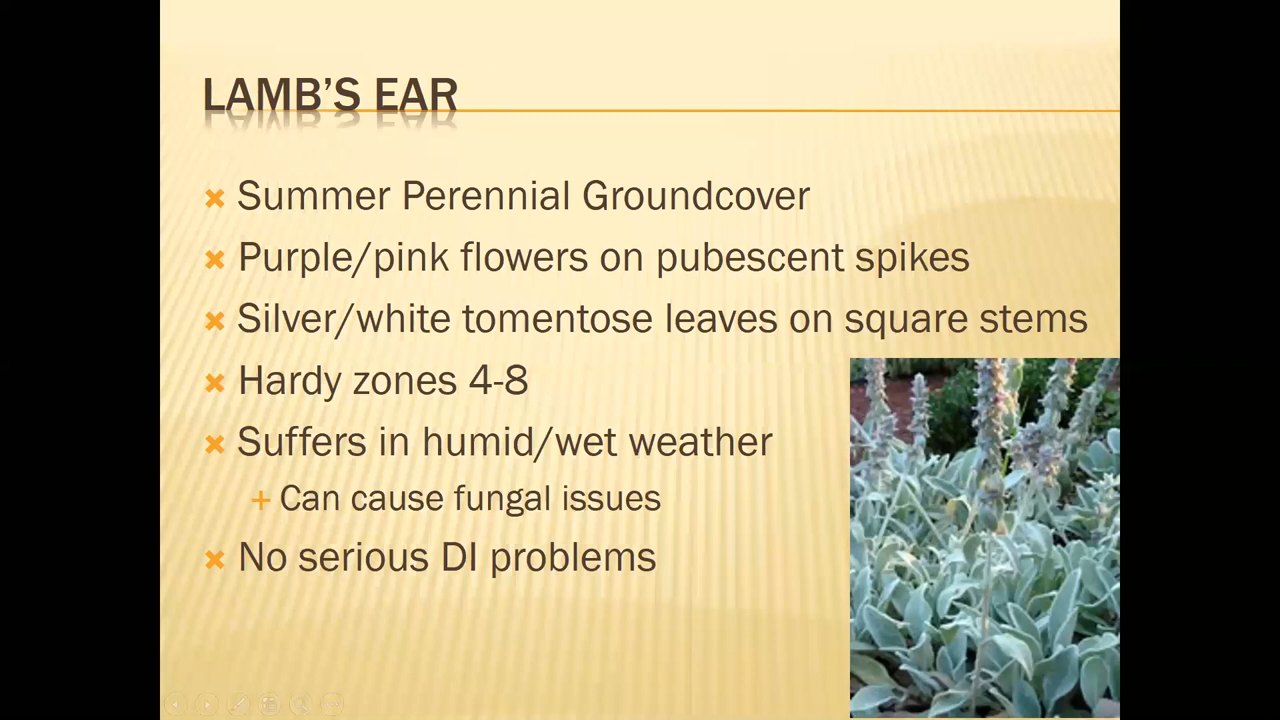 LAMB'S EAR
Summer Perennial Groundcover
Purple/pink flowers on pubescent spikes
Silver/white tomentose leaves on square stems
Hardy zones 4-8
Suffers in humid/wet weather
Can cause fungal issues
No serious DI problems